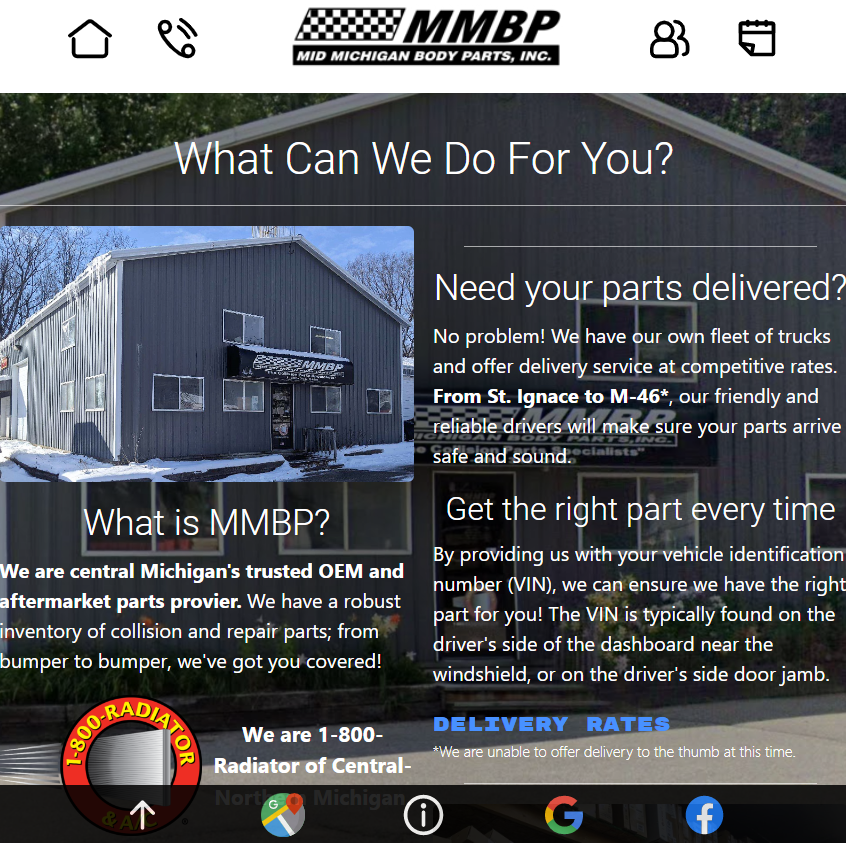 MMBP
MID MICHIGAN BODY PARTS, INC.
What Can We Do For You?
MMBP
What is MMBP?
We are central Michigan's trusted OEM and
aftermarket parts provier. We have a robust
inventory of collision and repair parts; from
bumper to bumper, we've got you covered!
1-800-RADIATOR
& A/C
We are 1-800-
Radiator of Central-
Northern Michigan
Need your parts delivered?
No problem! We have our own fleet of trucks
and offer delivery service at competitive rates.
From St. Ignace to M-46*, our friendly and
reliable drivers will make sure your parts arrive
safe and sound.
MMBP
MICHIGAN BODY PARTS, INC.
Get the right part every time
By providing us with your vehicle identification
number (VIN), we can ensure we have the right
part for you! The VIN is typically found on the
driver's side of the dashboard near the
windshield, or on the driver's side door jamb.
DELIVERY RATES
*We are unable to offer delivery to the thumb at this time.